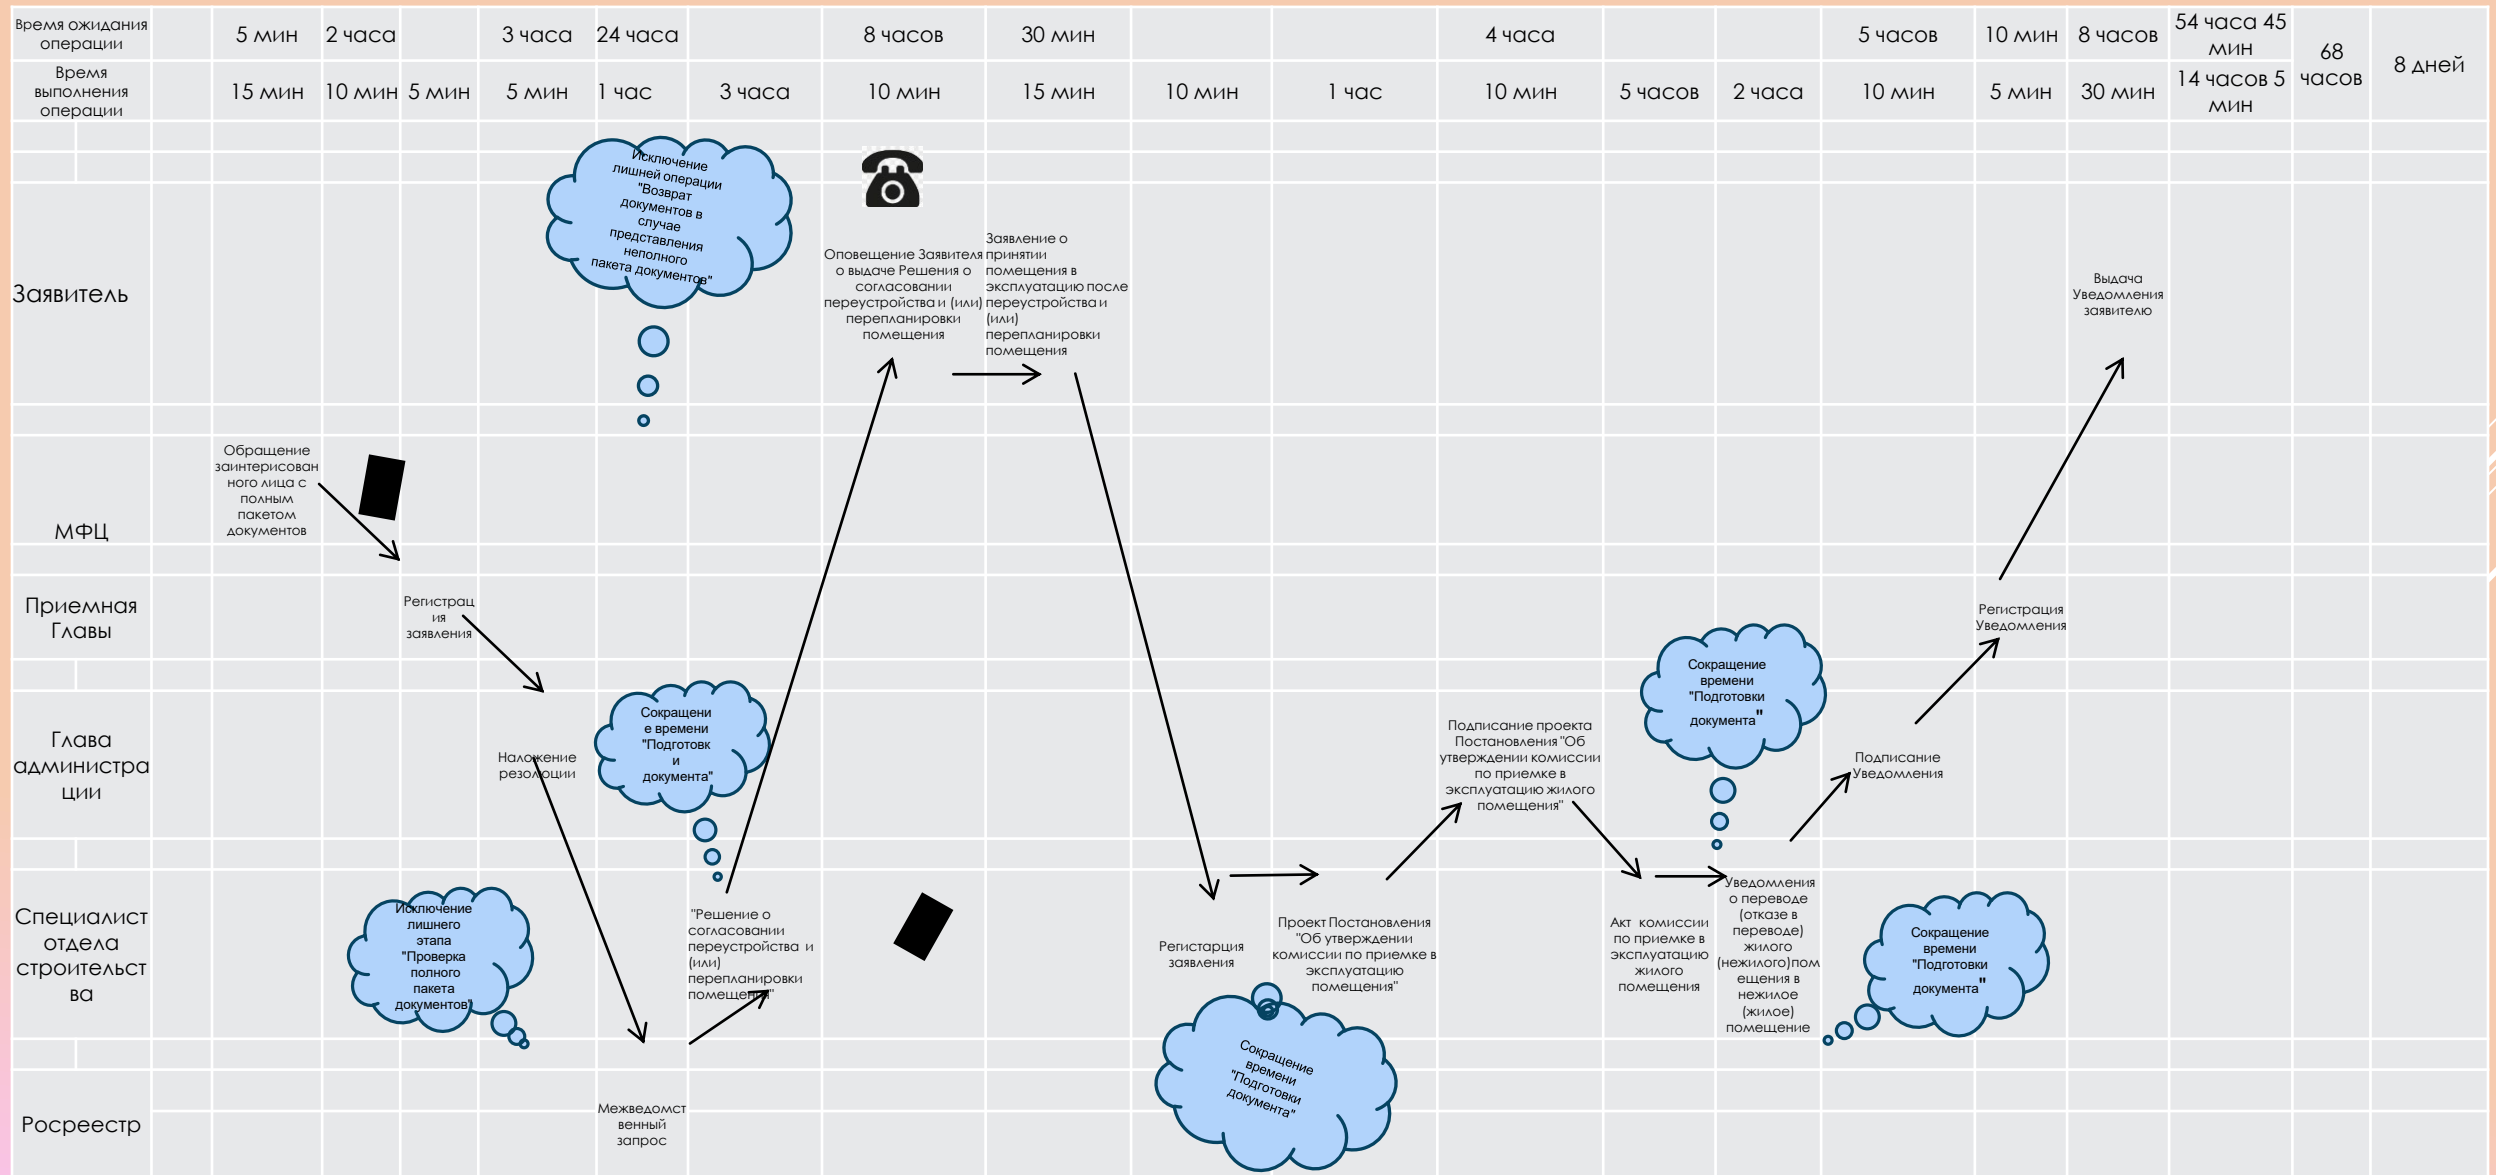 Время ожидания
операции
5 мин
2 часа
3 часа
24 часа
8 часов
30 мин
4 часа
5 часов
10 мин
8 часов
54 часа 45
мин
68
часов
8 дней
Время
выполнения
операции
15 мин
10 мин
5 мин
5 мин
1 час
3 часа
10 мин
15 мин
10 мин
1 час
10 мин
5 часов
2 часа
10 мин
5 мин
30 мин
14 часов 5
мин
Заявитель
Исключение
лишней операции
"Возврат
документов в
случае
представления
неполного
пакета документов"
Оповещение Заявителя
о выдаче Решения о
согласовании
переустройства и (или)
перепланировки
помещения
Заявление о
принятии
помещения в
эксплуатацию после
переустройства и
(или)
перепланировки
помещения
Выдача
Уведомления
заявителю
МФЦ
Обращение
заинтерисован
ного лица с
полным
пакетом
документов
Приемная
Главы
Регистрац
ия
заявления
Регистрация
Уведомления
Глава
администра
ции
Наложение
резолюции
Сокращени
е времени
"Подготовк
и
документа"
Подписание проекта
Постановления "Об
утверждении комиссии
по приемке в
эксплуатацию жилого
помещения"
Сокращение
времени
"Подготовки
документа"
Подписание
Уведомления
Специалист
отдела
строительст
ва
Исключение
лишнего
этапа
"Проверка
полного
пакета
документов"
"Решение о
согласовании
переустройства и
(или)
перепланировки
помещения"
Регистарция
заявления
Проект Постановления
"Об утверждении
комиссии по приемке в
эксплуатацию
помещения"
Акт комиссии
по приемке в
эксплуатацию
жилого
помещения
Уведомления
о переводе
(отказе в
переводе)
жилого
(нежилого)пом
ещения в
нежилое
(жилое)
помещение
Сокращение
времени
"Подготовки
документа"
Росреестр
Межведомст
венный
запрос
Сокращение
времени
"Подготовки
документа"